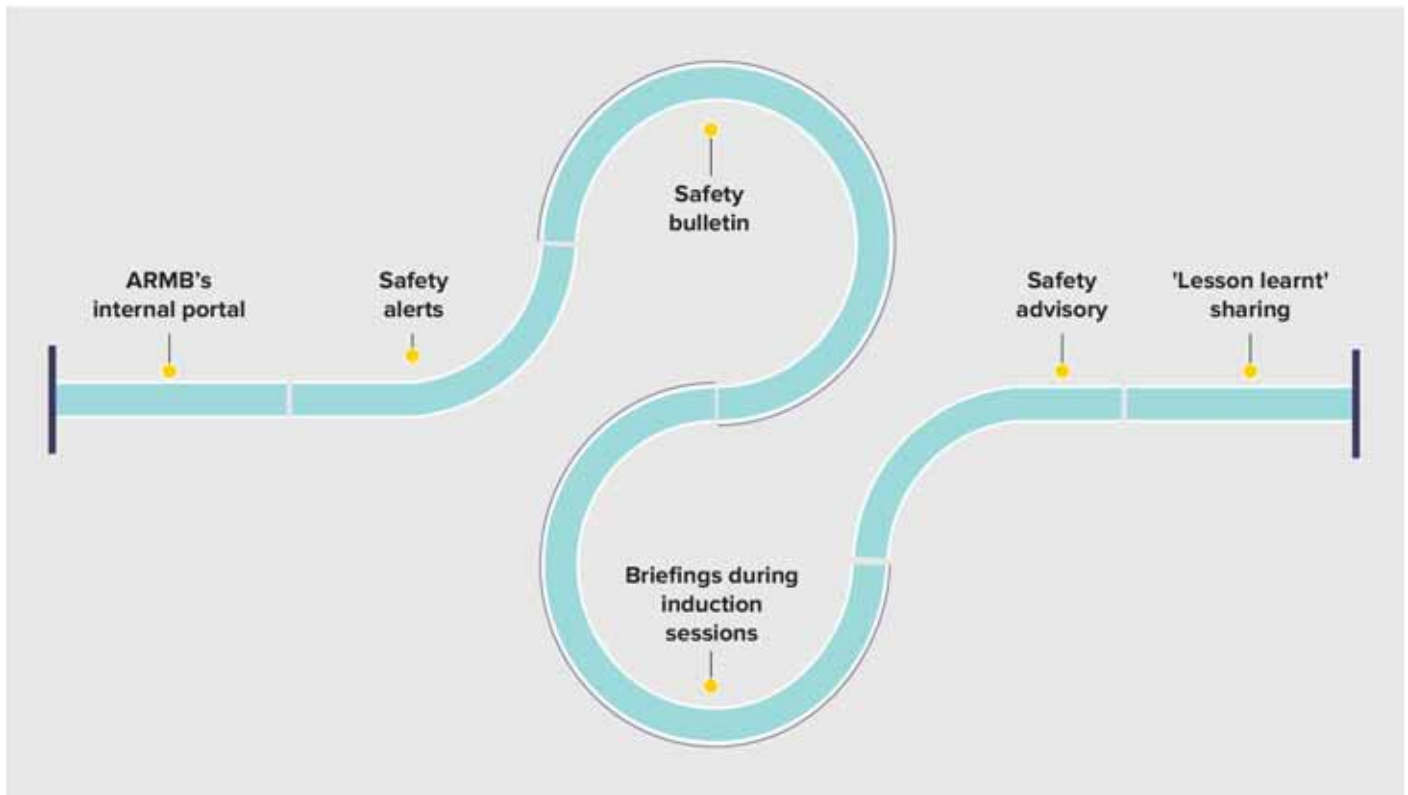 Safety
bulletin
ARMB's
internal portal
Safety
alerts
Safety
advisory
'Lesson learnt'
sharing
Briefings during
induction
sessions